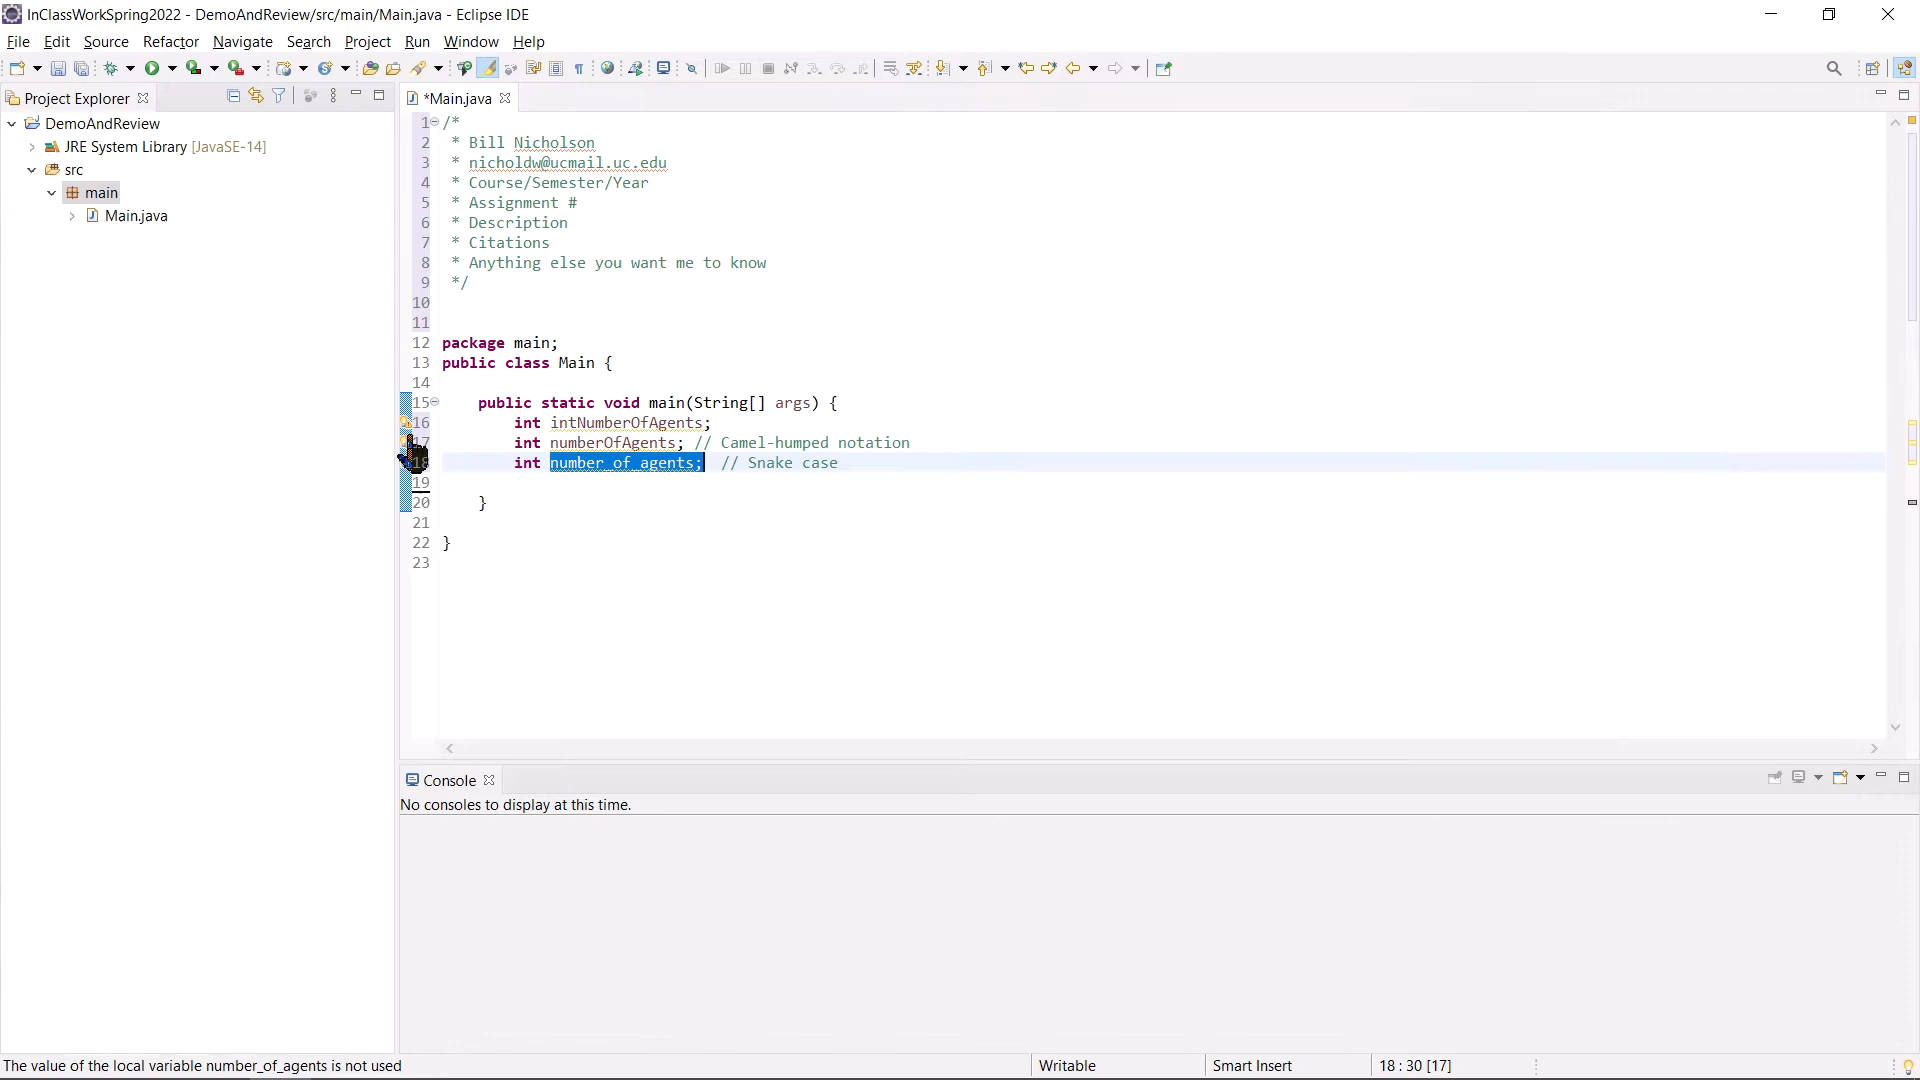 InClassWorkSpring2022 - DemoAndReview/src/main/Main.java - Eclipse IDE
File Edit Source Refactor Navigate Search Project Run Window Help
Project Explorer
DemoAndReview
JRE System Library [JavaSE-14]
src
main
Main.java
*Main.java
1 /*
2 * Bill Nicholson
3 * nicholdw@ucmail.uc.edu
4 * Course/Semester/Year
5 * Assignment #
6 * Description
7 * Citations
8 * Anything else you want me to know
9 */
10
11
12 package main;
13 public class Main {
14
15 public static void main(String[] args) {
16 int intNumberOfAgents;
17 int numberOfAgents; // Camel-humped notation
18 int number_of_agents; // Snake case
19
20 }
21
22 }
23
Console
No consoles to display at this time.
The value of the local variable number_of_agents is not used
Writable
Smart Insert
18 : 30 [17]